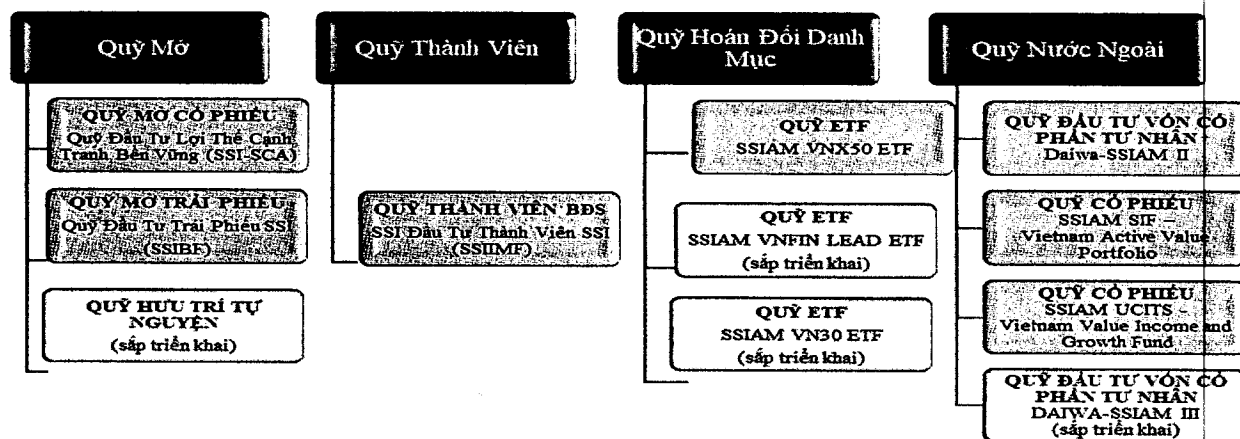 Quỹ Mở
QUỸ MỞ CỔ PHIẾU
Quỹ Đầu Tư Lợi Thế Cạnh
Tranh Bền Vững (SSI-SCA)
QUỸ MỞ TRÁI PHIẾU
Quỹ Đầu Tư Trái Phiếu SSI
(SSIBF)
QUỸ HƯU TRÍ TỰ
NGUYỆN
(sắp triển khai)
Quỹ Thành Viên
QUỸ THÀNH VIÊN BĐS
SSI Đầu Tư Thành Viên SSI
(SSIIMF)
Quỹ Hoán Đổi Danh
Mục
QUỸ ETF
SSIAM VNX50 ETF
QUỸ ETF
SSIAM VNFIN LEAD ETF
(sắp triển khai)
QUỸ ETF
SSIAM VN30 ETF
(sắp triển khai)
Quỹ Nước Ngoài
QUỸ ĐẦU TƯ VỐN CỔ
PHẦN TƯ NHÂN
Daiwa-SSIAM II
QUỸ CỔ PHIẾU
SSIAM SIF –
Vietnam Active Value
Portfolio
QUỸ CỔ PHIẾU
SSIAM UCITS -
Vietnam Value Income and
Growth Fund
QUỸ ĐẦU TƯ VỐN CỔ
PHẦN TƯ NHÂN
DAIWA-SSIAM III
(sắp triển khai)